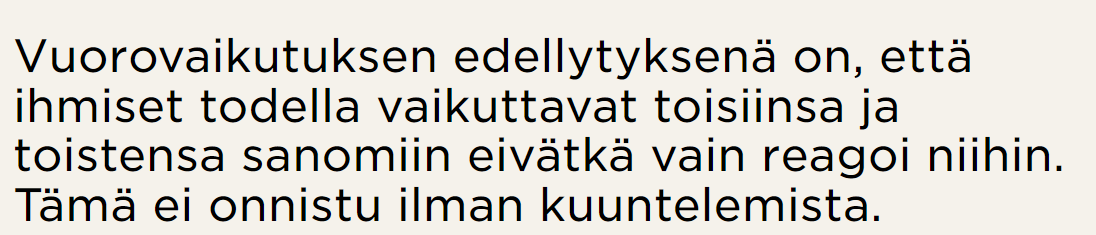 Vuorovaikutuksen edellytyksenä on, että
ihmiset todella vaikuttavat toisiinsa ja
toistensa sanomiin eivätkä vain reagoi niihin.
Tämä ei onnistu ilman kuuntelemista.